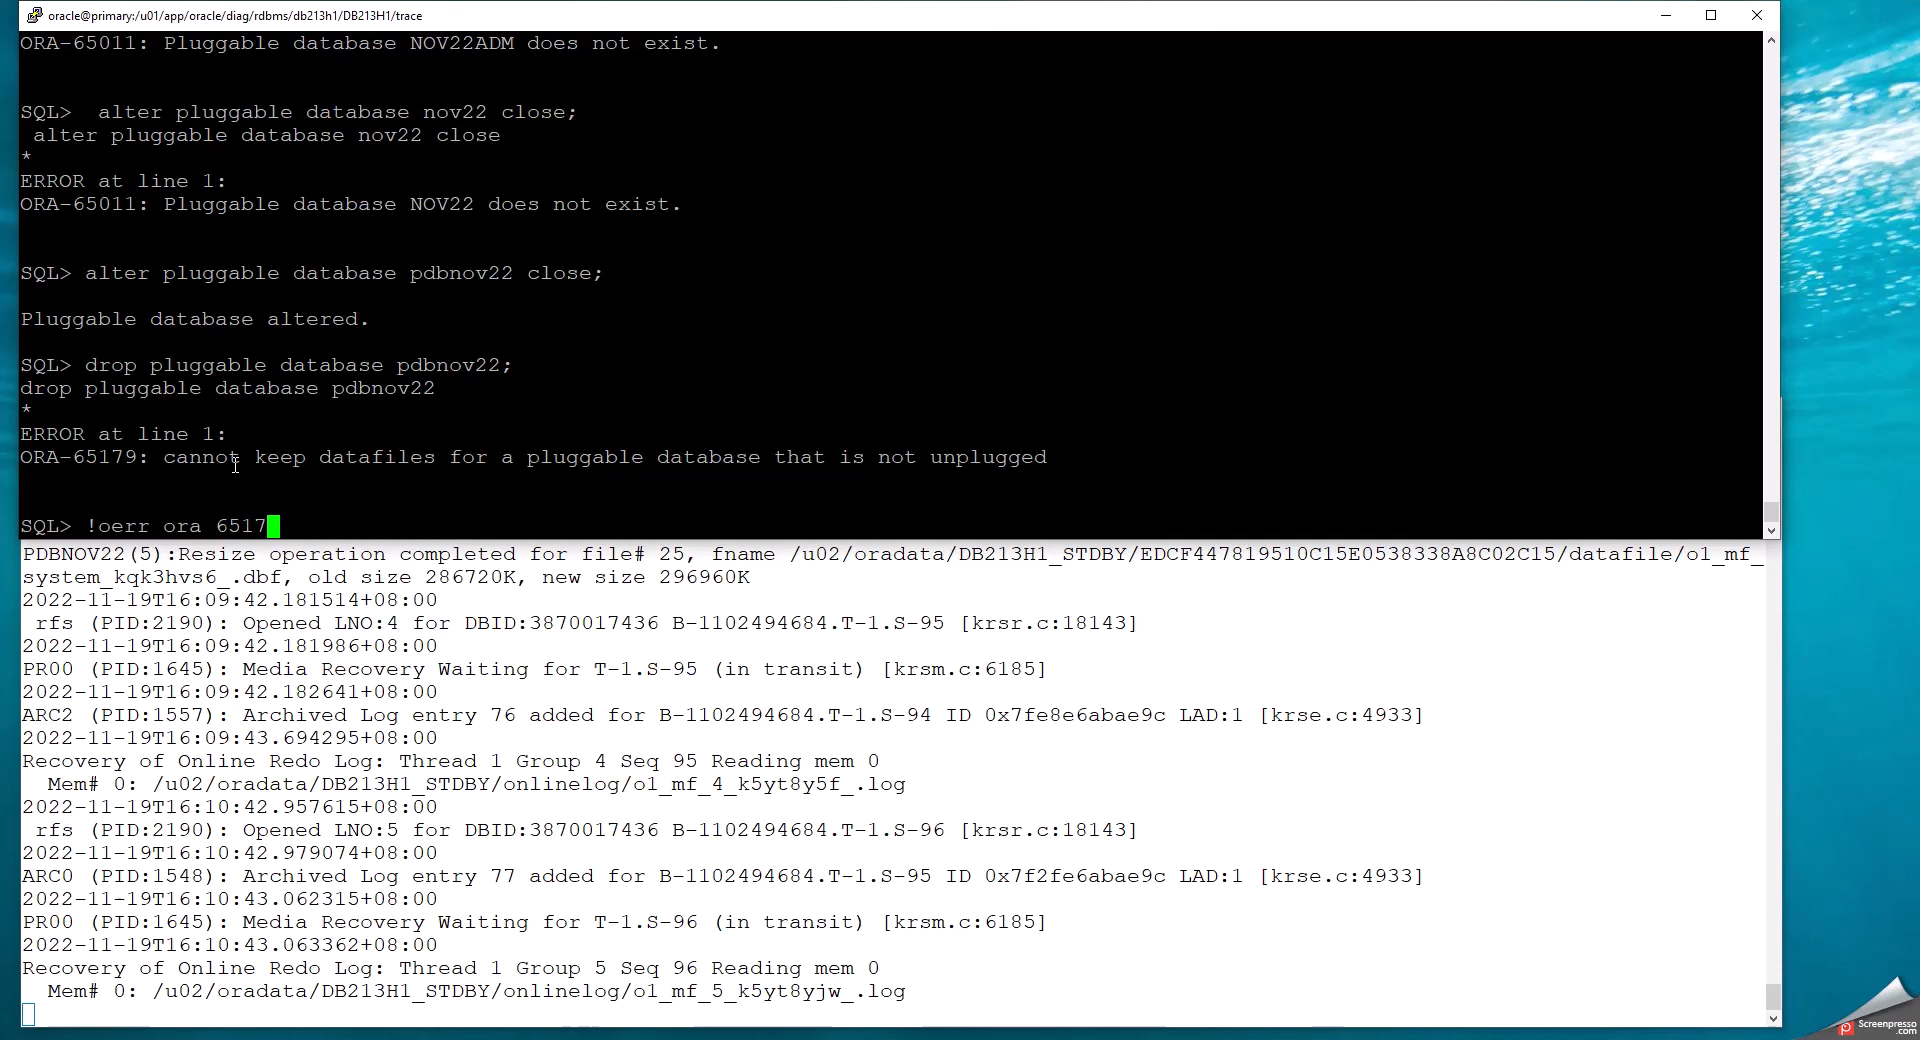 oracle@primary:/u01/app/oracle/diag/rdbms/db213h1/DB213H1/trace
ORA-65011: Pluggable database NOV22ADM does not exist.
SQL>  alter pluggable database nov22 close;
 alter pluggable database nov22 close
*
ERROR at line 1:
ORA-65011: Pluggable database NOV22 does not exist.
SQL> alter pluggable database pdbnov22 close;
Pluggable database altered.
SQL> drop pluggable database pdbnov22;
drop pluggable database pdbnov22
*
ERROR at line 1:
ORA-65179: cannot keep datafiles for a pluggable database that is not unplugged
SQL> !oerr ora 6517
PDBNOV22(5):Resize operation completed for file# 25, fname /u02/oradata/DB213H1_STDBY/EDCF447819510C15E0538338A8C02C15/datafile/o1_mf_
system_kqk3hvs6_.dbf, old size 286720K, new size 296960K
2022-11-19T16:09:42.181514+08:00
 rfs (PID:2190): Opened LNO:4 for DBID:3870017436 B-1102494684.T-1.S-95 [krsr.c:18143]
2022-11-19T16:09:42.181986+08:00
PR00 (PID:1645): Media Recovery Waiting for T-1.S-95 (in transit) [krsm.c:6185]
2022-11-19T16:09:42.182641+08:00
ARC2 (PID:1557): Archived Log entry 76 added for B-1102494684.T-1.S-94 ID 0x7fe8e6abae9c LAD:1 [krse.c:4933]
2022-11-19T16:09:43.694295+08:00
Recovery of Online Redo Log: Thread 1 Group 4 Seq 95 Reading mem 0
  Mem# 0: /u02/oradata/DB213H1_STDBY/onlinelog/o1_mf_4_k5yt8y5f_.log
2022-11-19T16:10:42.957615+08:00
 rfs (PID:2190): Opened LNO:5 for DBID:3870017436 B-1102494684.T-1.S-96 [krsr.c:18143]
2022-11-19T16:10:42.979074+08:00
ARC0 (PID:1548): Archived Log entry 77 added for B-1102494684.T-1.S-95 ID 0x7f2fe6abae9c LAD:1 [krse.c:4933]
2022-11-19T16:10:43.062315+08:00
PR00 (PID:1645): Media Recovery Waiting for T-1.S-96 (in transit) [krsm.c:6185]
2022-11-19T16:10:43.063362+08:00
Recovery of Online Redo Log: Thread 1 Group 5 Seq 96 Reading mem 0
  Mem# 0: /u02/oradata/DB213H1_STDBY/onlinelog/o1_mf_5_k5yt8yjw_.log
Screenpresso
.com